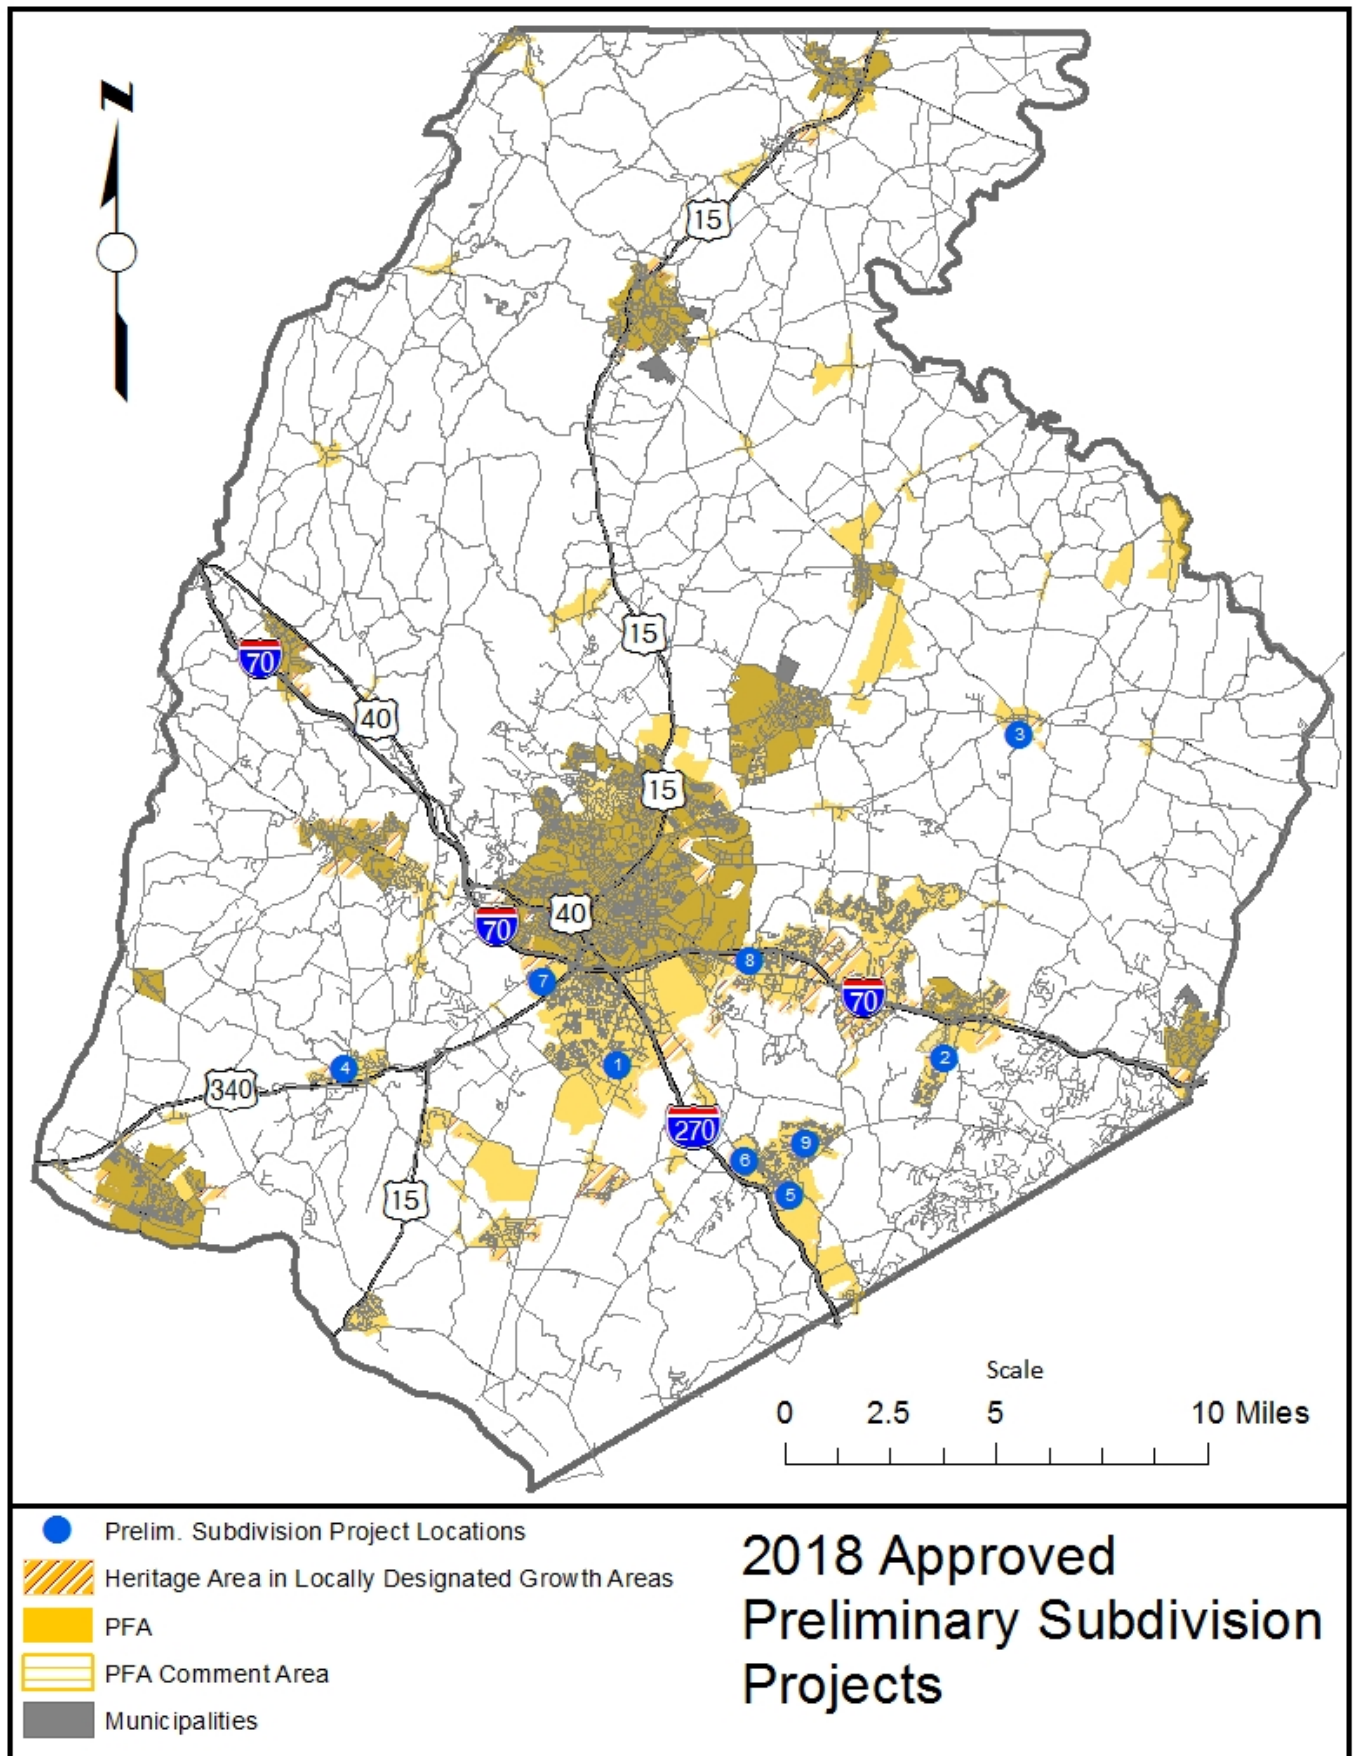 N
15
15
70
40
15
3
40
70
8
7
70
2
4
1
340
270
9
6
5
15
Scale
0 2.5 5 10 Miles
Prelim. Subdivision Project Locations
Heritage Area in Locally Designated Growth Areas
PFA
PFA Comment Area
Municipalities
2018 Approved
Preliminary Subdivision
Projects